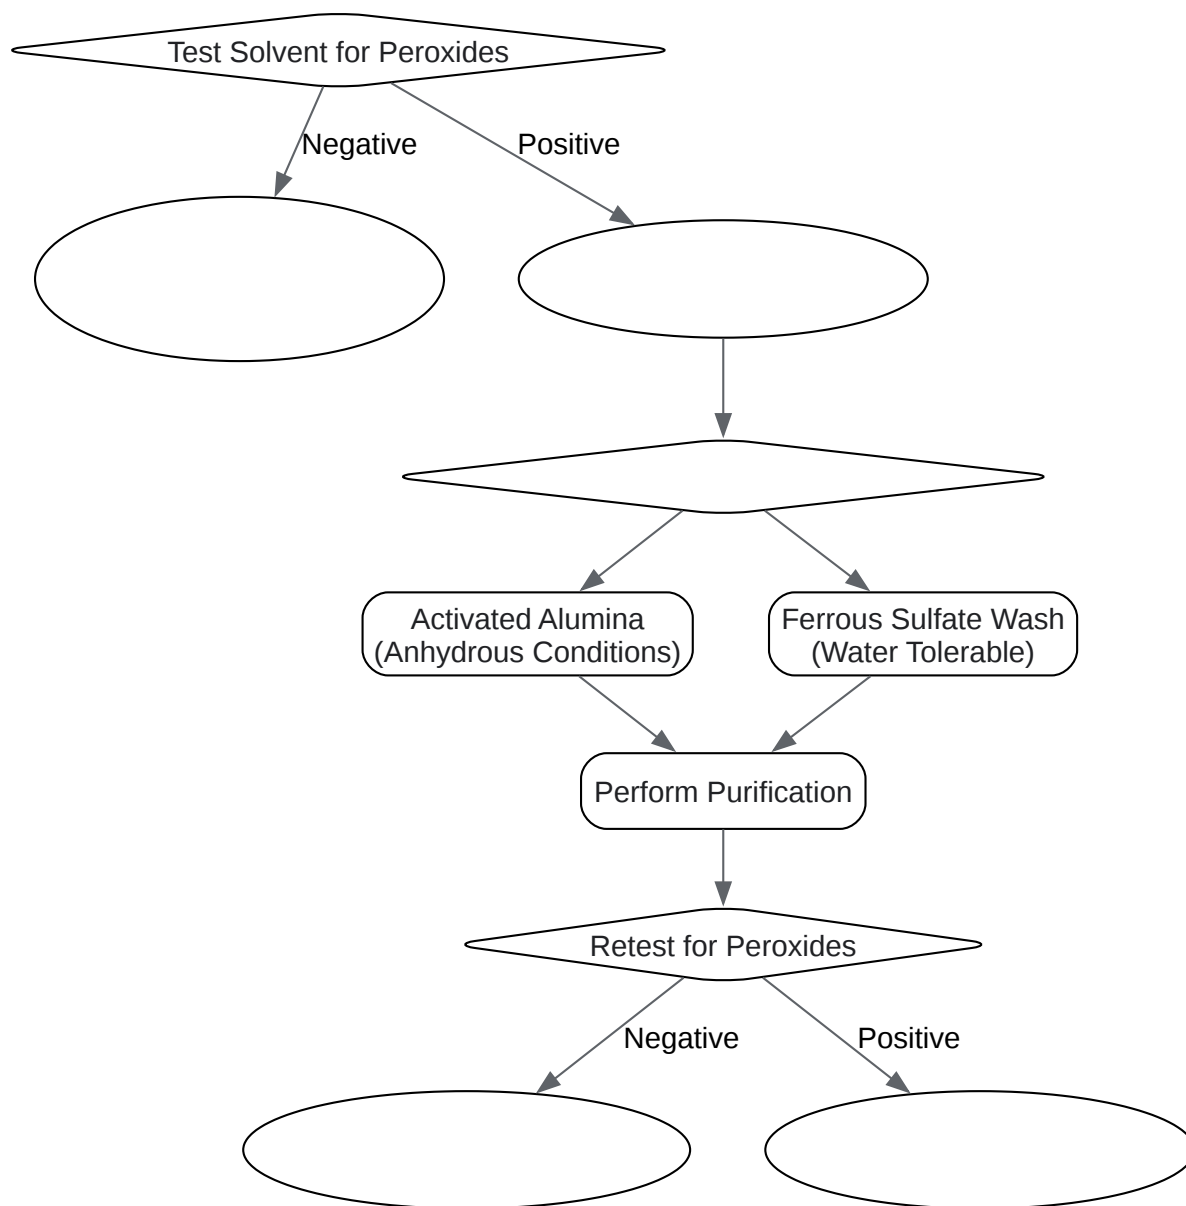 Test Solvent for Peroxides
Negative
Positive
Activated Alumina
(Anhydrous Conditions)
Ferrous Sulfate Wash
(Water Tolerable)
Perform Purification
Retest for Peroxides
Negative
Positive